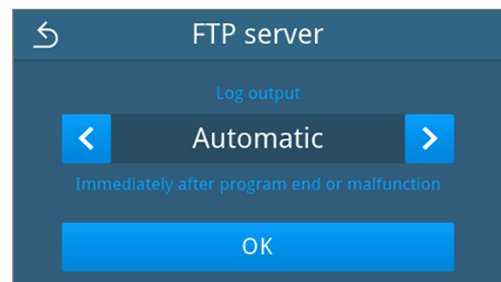 FTP server
Log output
Automatic
Immediately after program end or malfunction
OK